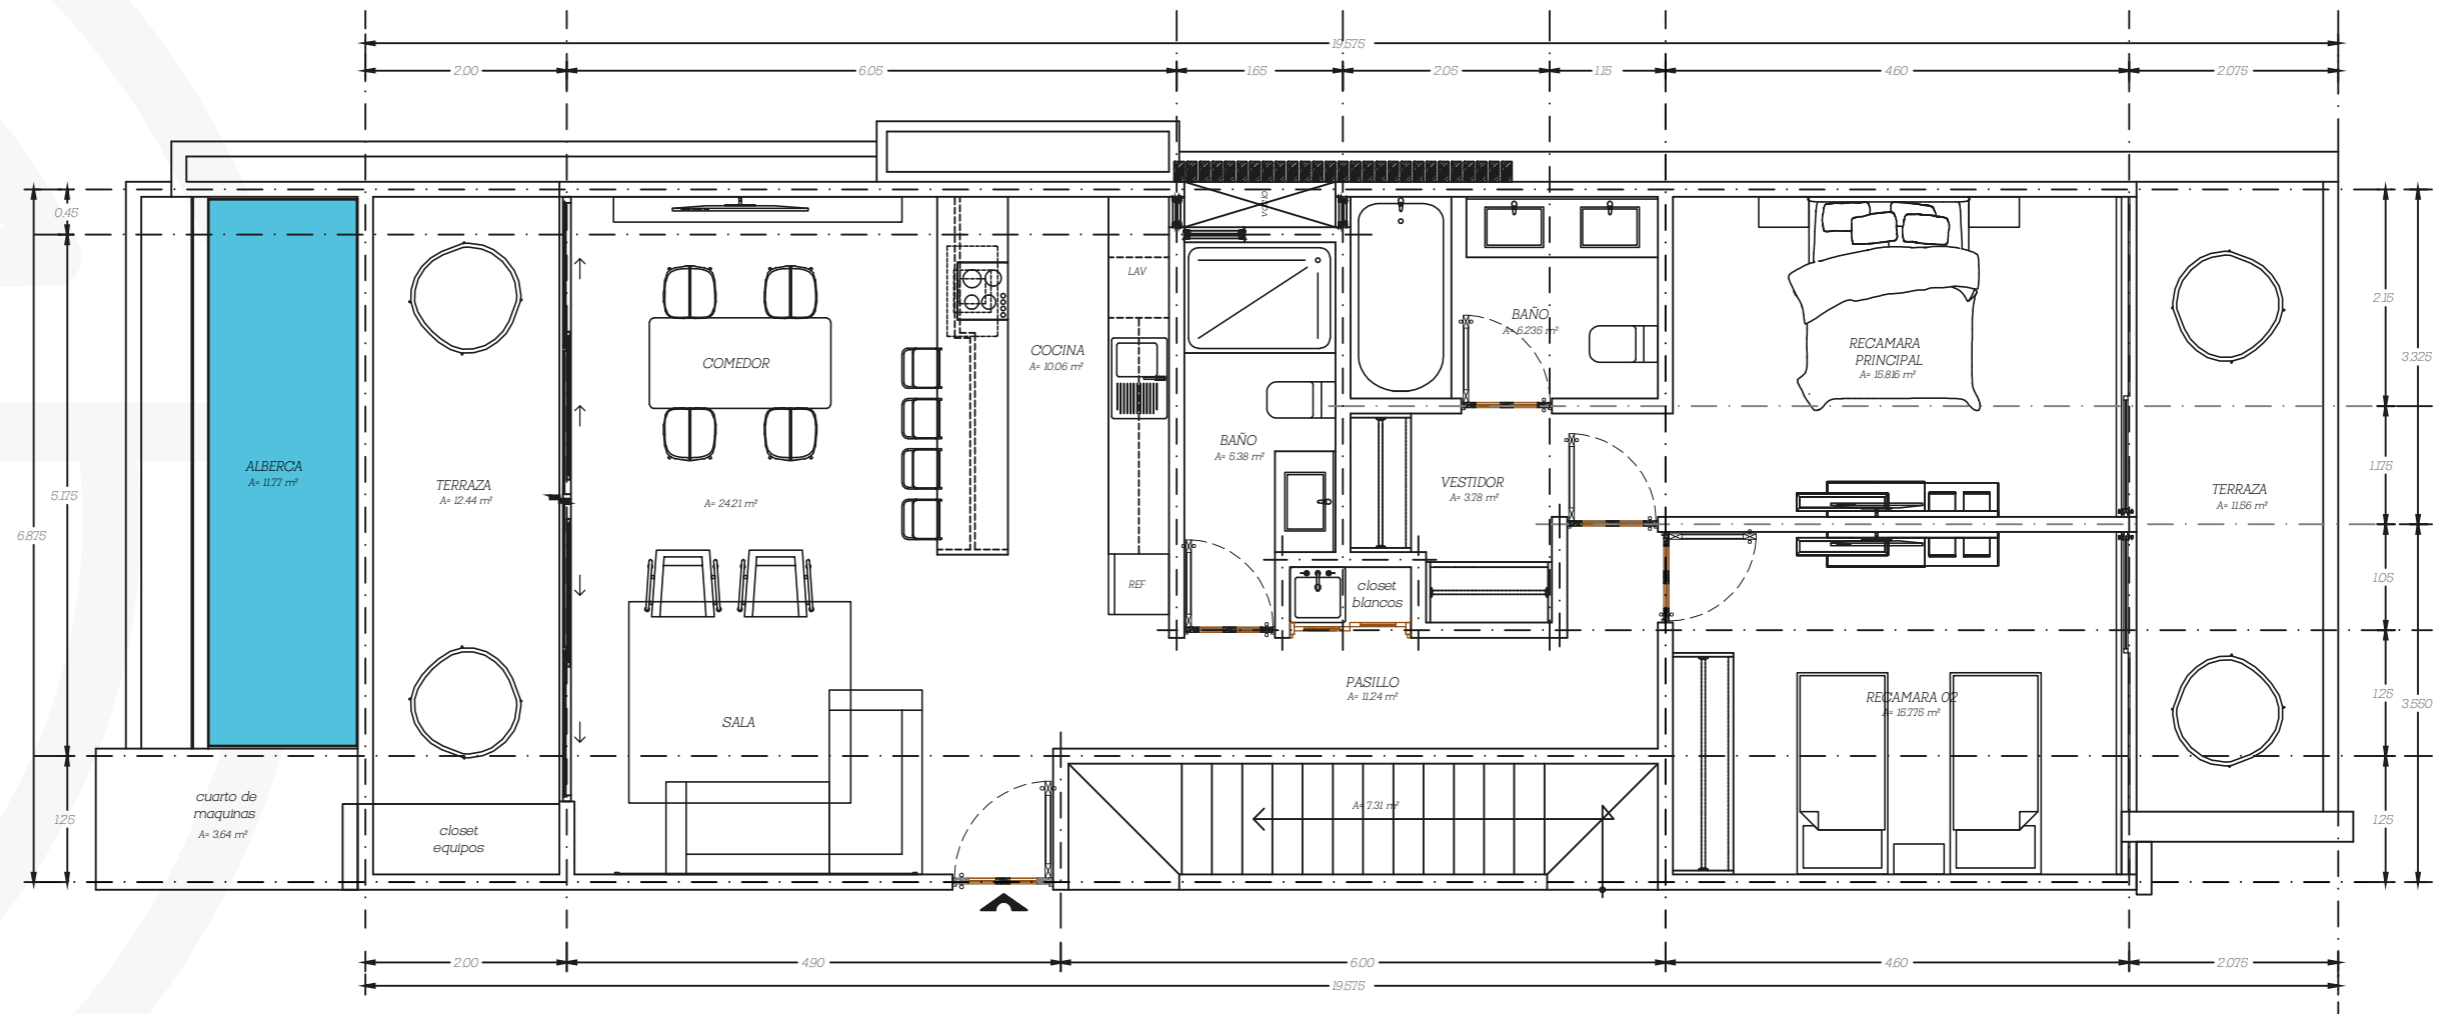 19.575
2.00
6.05
1.65
2.05
1.15
4.60
2.075
0.45
5.175
6.875
1.25
ALBERCA
A= 11.77 m²
TERRAZA
A= 12.44 m²
COMEDOR
A= 24.21 m²
SALA
COCINA
A= 10.06 m²
LAV
REF
VACIO
BAÑO
A= 5.38 m²
BAÑO
A= 6.235 m²
VESTIDOR
A= 3.78 m²
closet
blancos
PASILLO
A= 11.24 m²
A= 7.31 m²
RECAMARA
PRINCIPAL
A= 15.816 m²
RECAMARA 02
A= 15.775 m²
TERRAZA
A= 11.56 m²
cuarto de
maquinas
A= 3.64 m²
closet
equipos
2.15
3.325
1.175
1.05
1.25
3.550
1.25
2.00
4.90
6.00
4.60
2.075
19.575